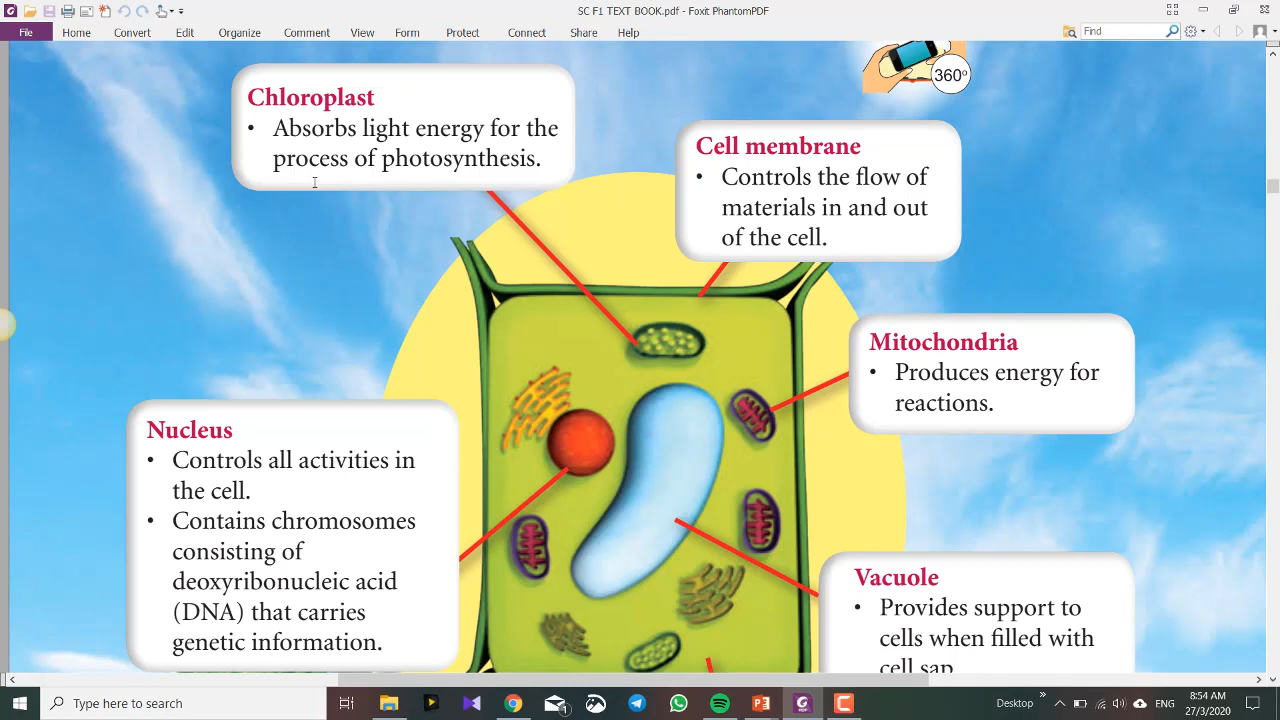 SC F1 TEXT BOOK.pdf - Foxit PhantomPDF
File Home Convert Edit Organize Comment View Form Protect Connect Share Help Find
360°
Chloroplast
• Absorbs light energy for the
process of photosynthesis.
Cell membrane
• Controls the flow of
materials in and out
of the cell.
Mitochondria
• Produces energy for
reactions.
Nucleus
• Controls all activities in
the cell.
• Contains chromosomes
consisting of
deoxyribonucleic acid
(DNA) that carries
genetic information.
Vacuole
• Provides support to
cells when filled with
cell sap
Type here to search
Desktop
ENG
8:54 AM
27/3/2020